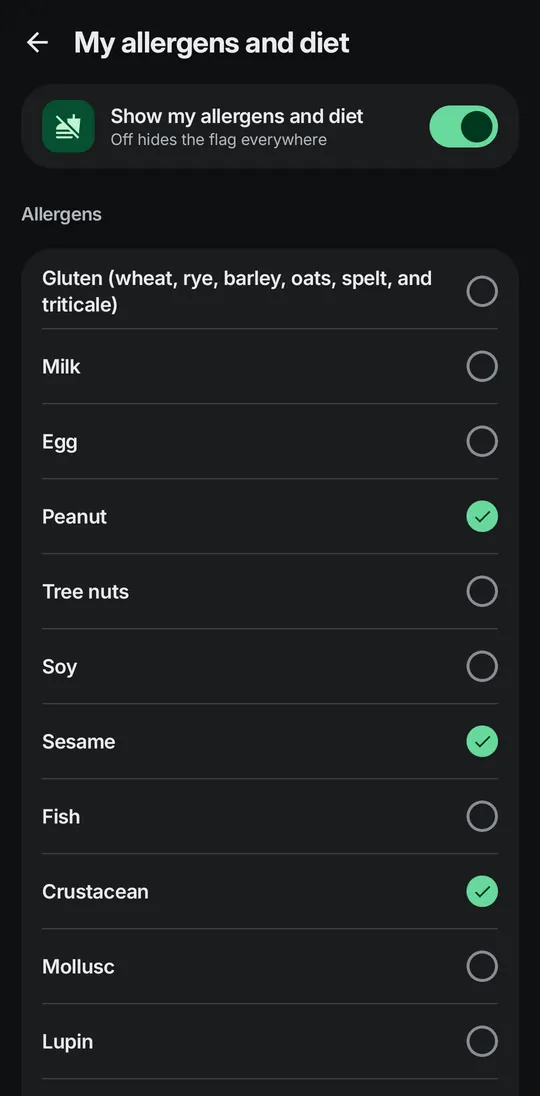 My allergens and diet
Show my allergens and diet
Off hides the flag everywhere
Allergens
Gluten (wheat, rye, barley, oats, spelt, and
triticale)
Milk
Egg
Peanut
Tree nuts
Soy
Sesame
Fish
Crustacean
Mollusc
Lupin